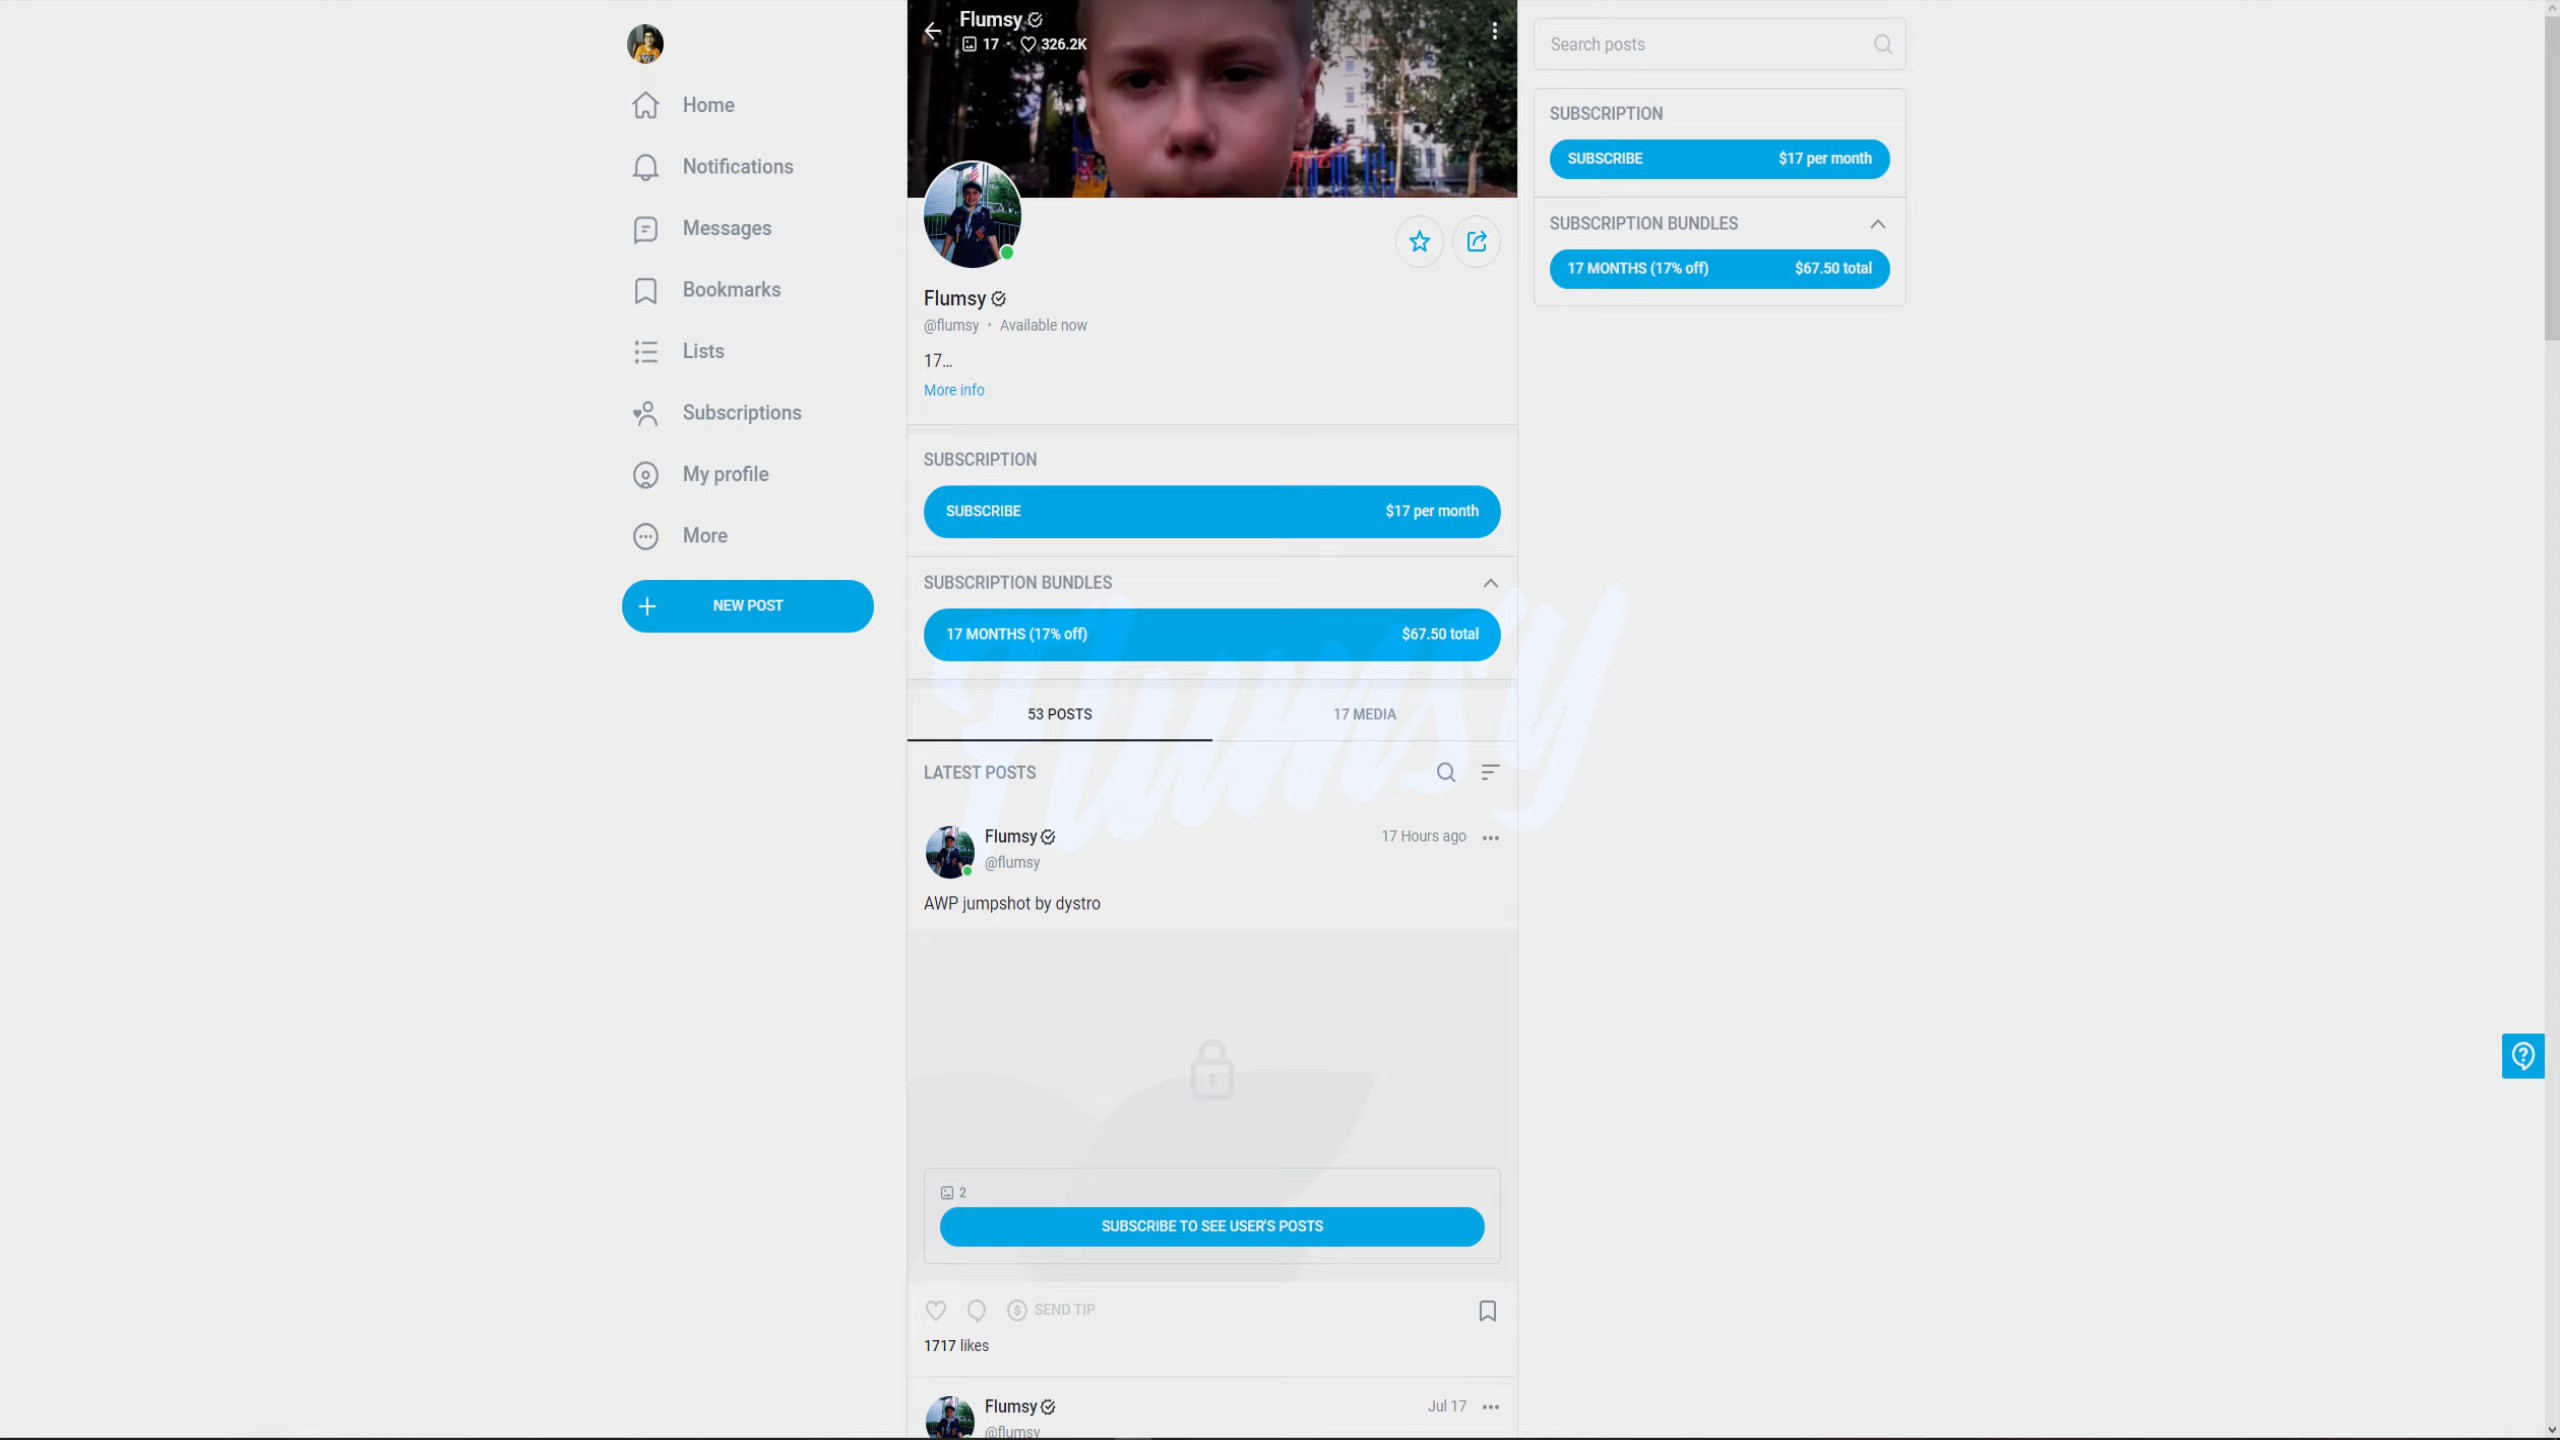 Flumsy
17 · 326.2K
Home
Notifications
Messages
Bookmarks
Lists
Subscriptions
My profile
More
NEW POST
Flumsy
@flumsy • Available now
17...
More info
SUBSCRIPTION
SUBSCRIBE $17 per month
SUBSCRIPTION BUNDLES
17 MONTHS (17% off) $67.50 total
53 POSTS 17 MEDIA
LATEST POSTS
Flumsy 17 Hours ago
@flumsy
AWP jumpshot by dystro
2
SUBSCRIBE TO SEE USER'S POSTS
SEND TIP
1717 likes
Flumsy Jul 17
@flumsy
Search posts
SUBSCRIPTION
SUBSCRIBE $17 per month
SUBSCRIPTION BUNDLES
17 MONTHS (17% off) $67.50 total
Flumsy